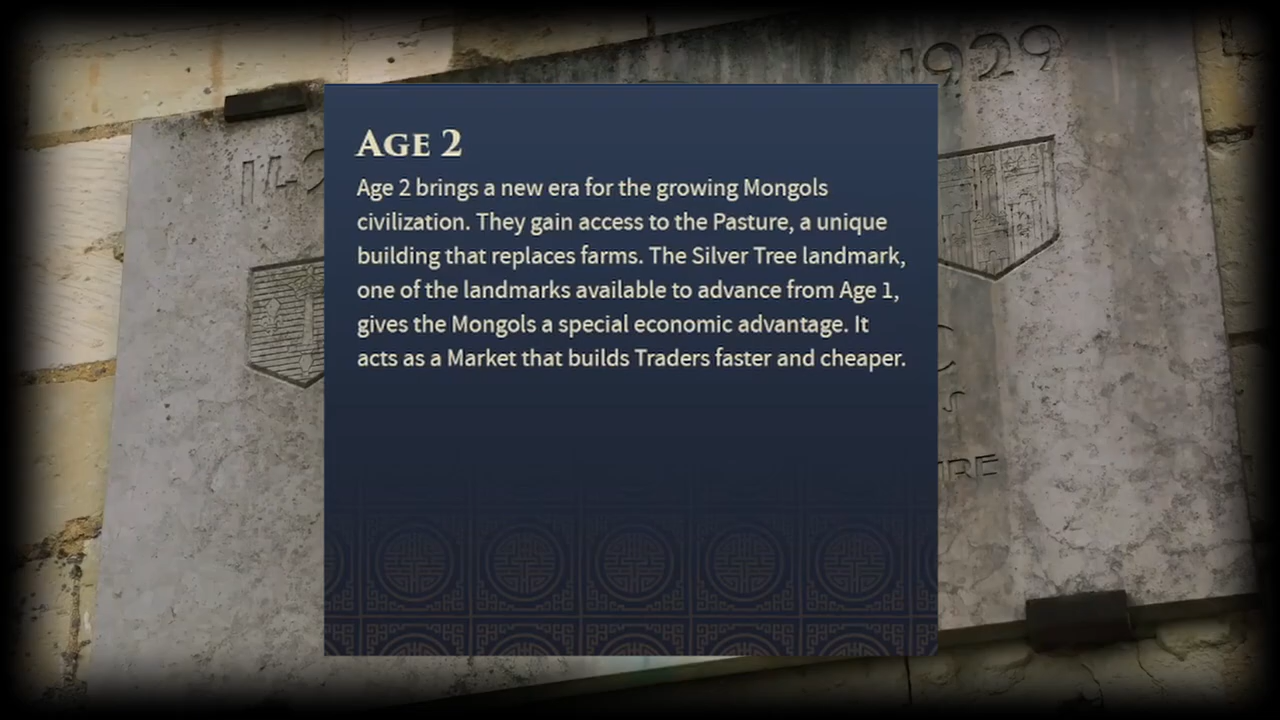 1929
142
AGE 2
Age 2 brings a new era for the growing Mongols
civilization. They gain access to the Pasture, a unique
building that replaces farms. The Silver Tree landmark,
one of the landmarks available to advance from Age 1,
gives the Mongols a special economic advantage. It
acts as a Market that builds Traders faster and cheaper.